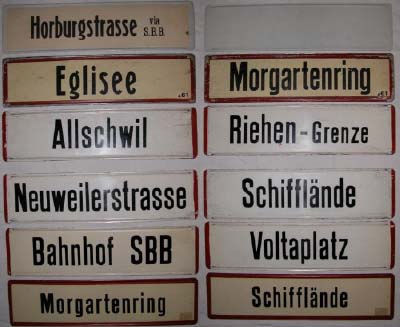 Horburgstrasse via S.B.B.
Eglisee
Morgartenring
Allschwil
Riehen-Grenze
Neuweilerstrasse
Schifflände
Bahnhof SBB
Voltaplatz
Morgartenring
Schifflände